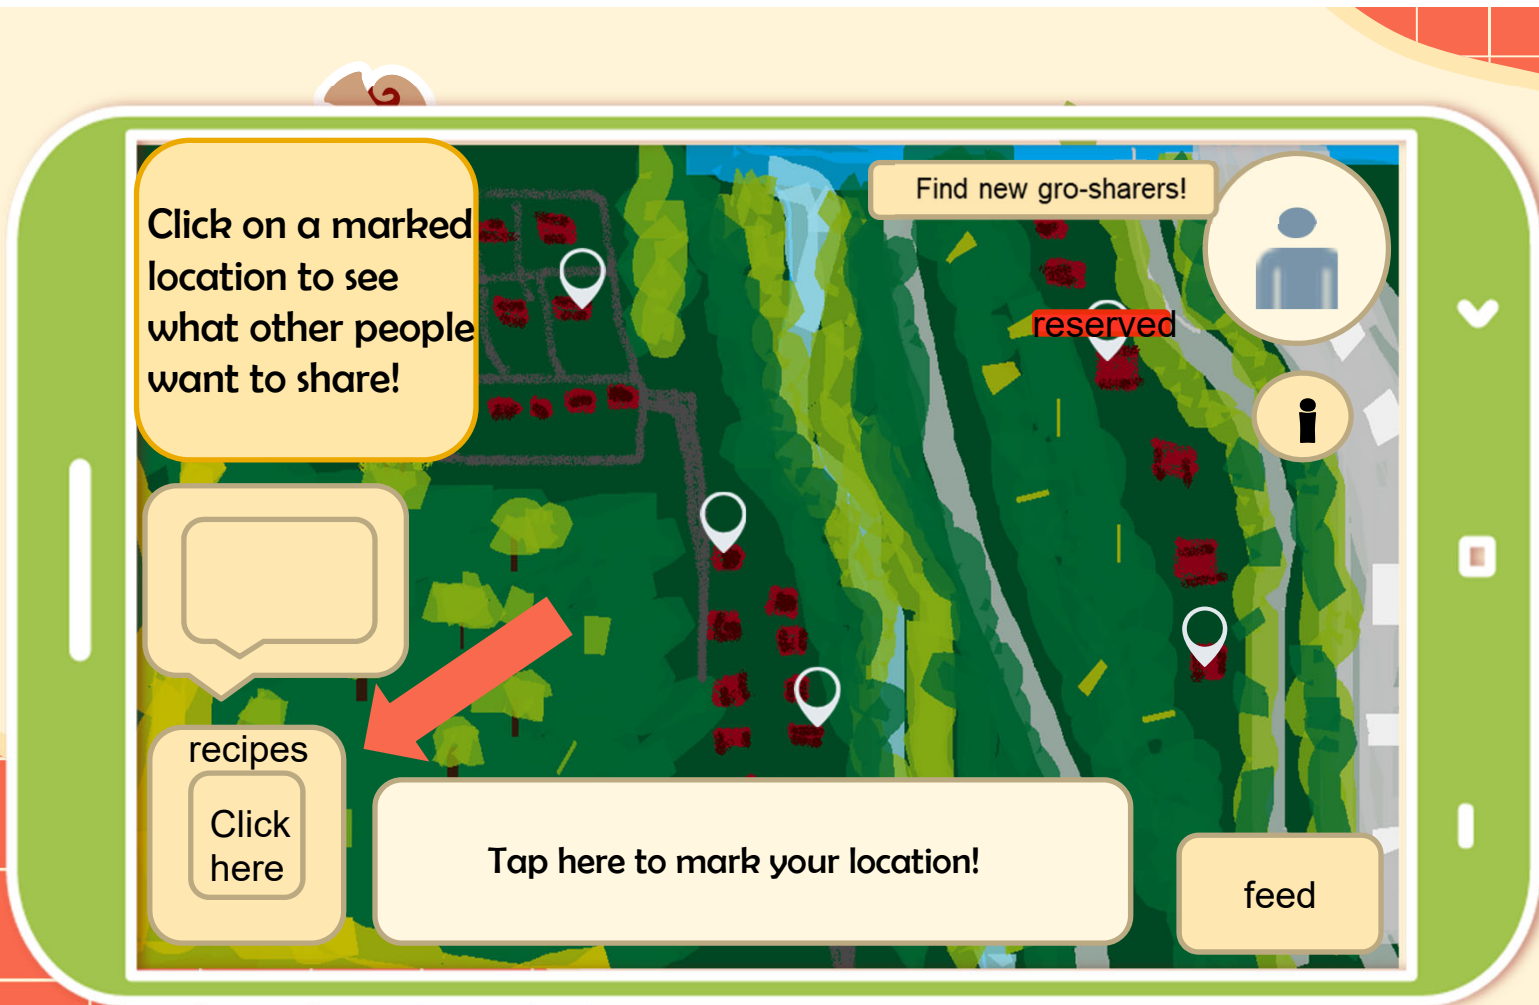 Click on a marked
location to see
what other people
want to share!
Find new gro-sharers!
reserved
i
recipes
Click
here
Tap here to mark your location!
feed